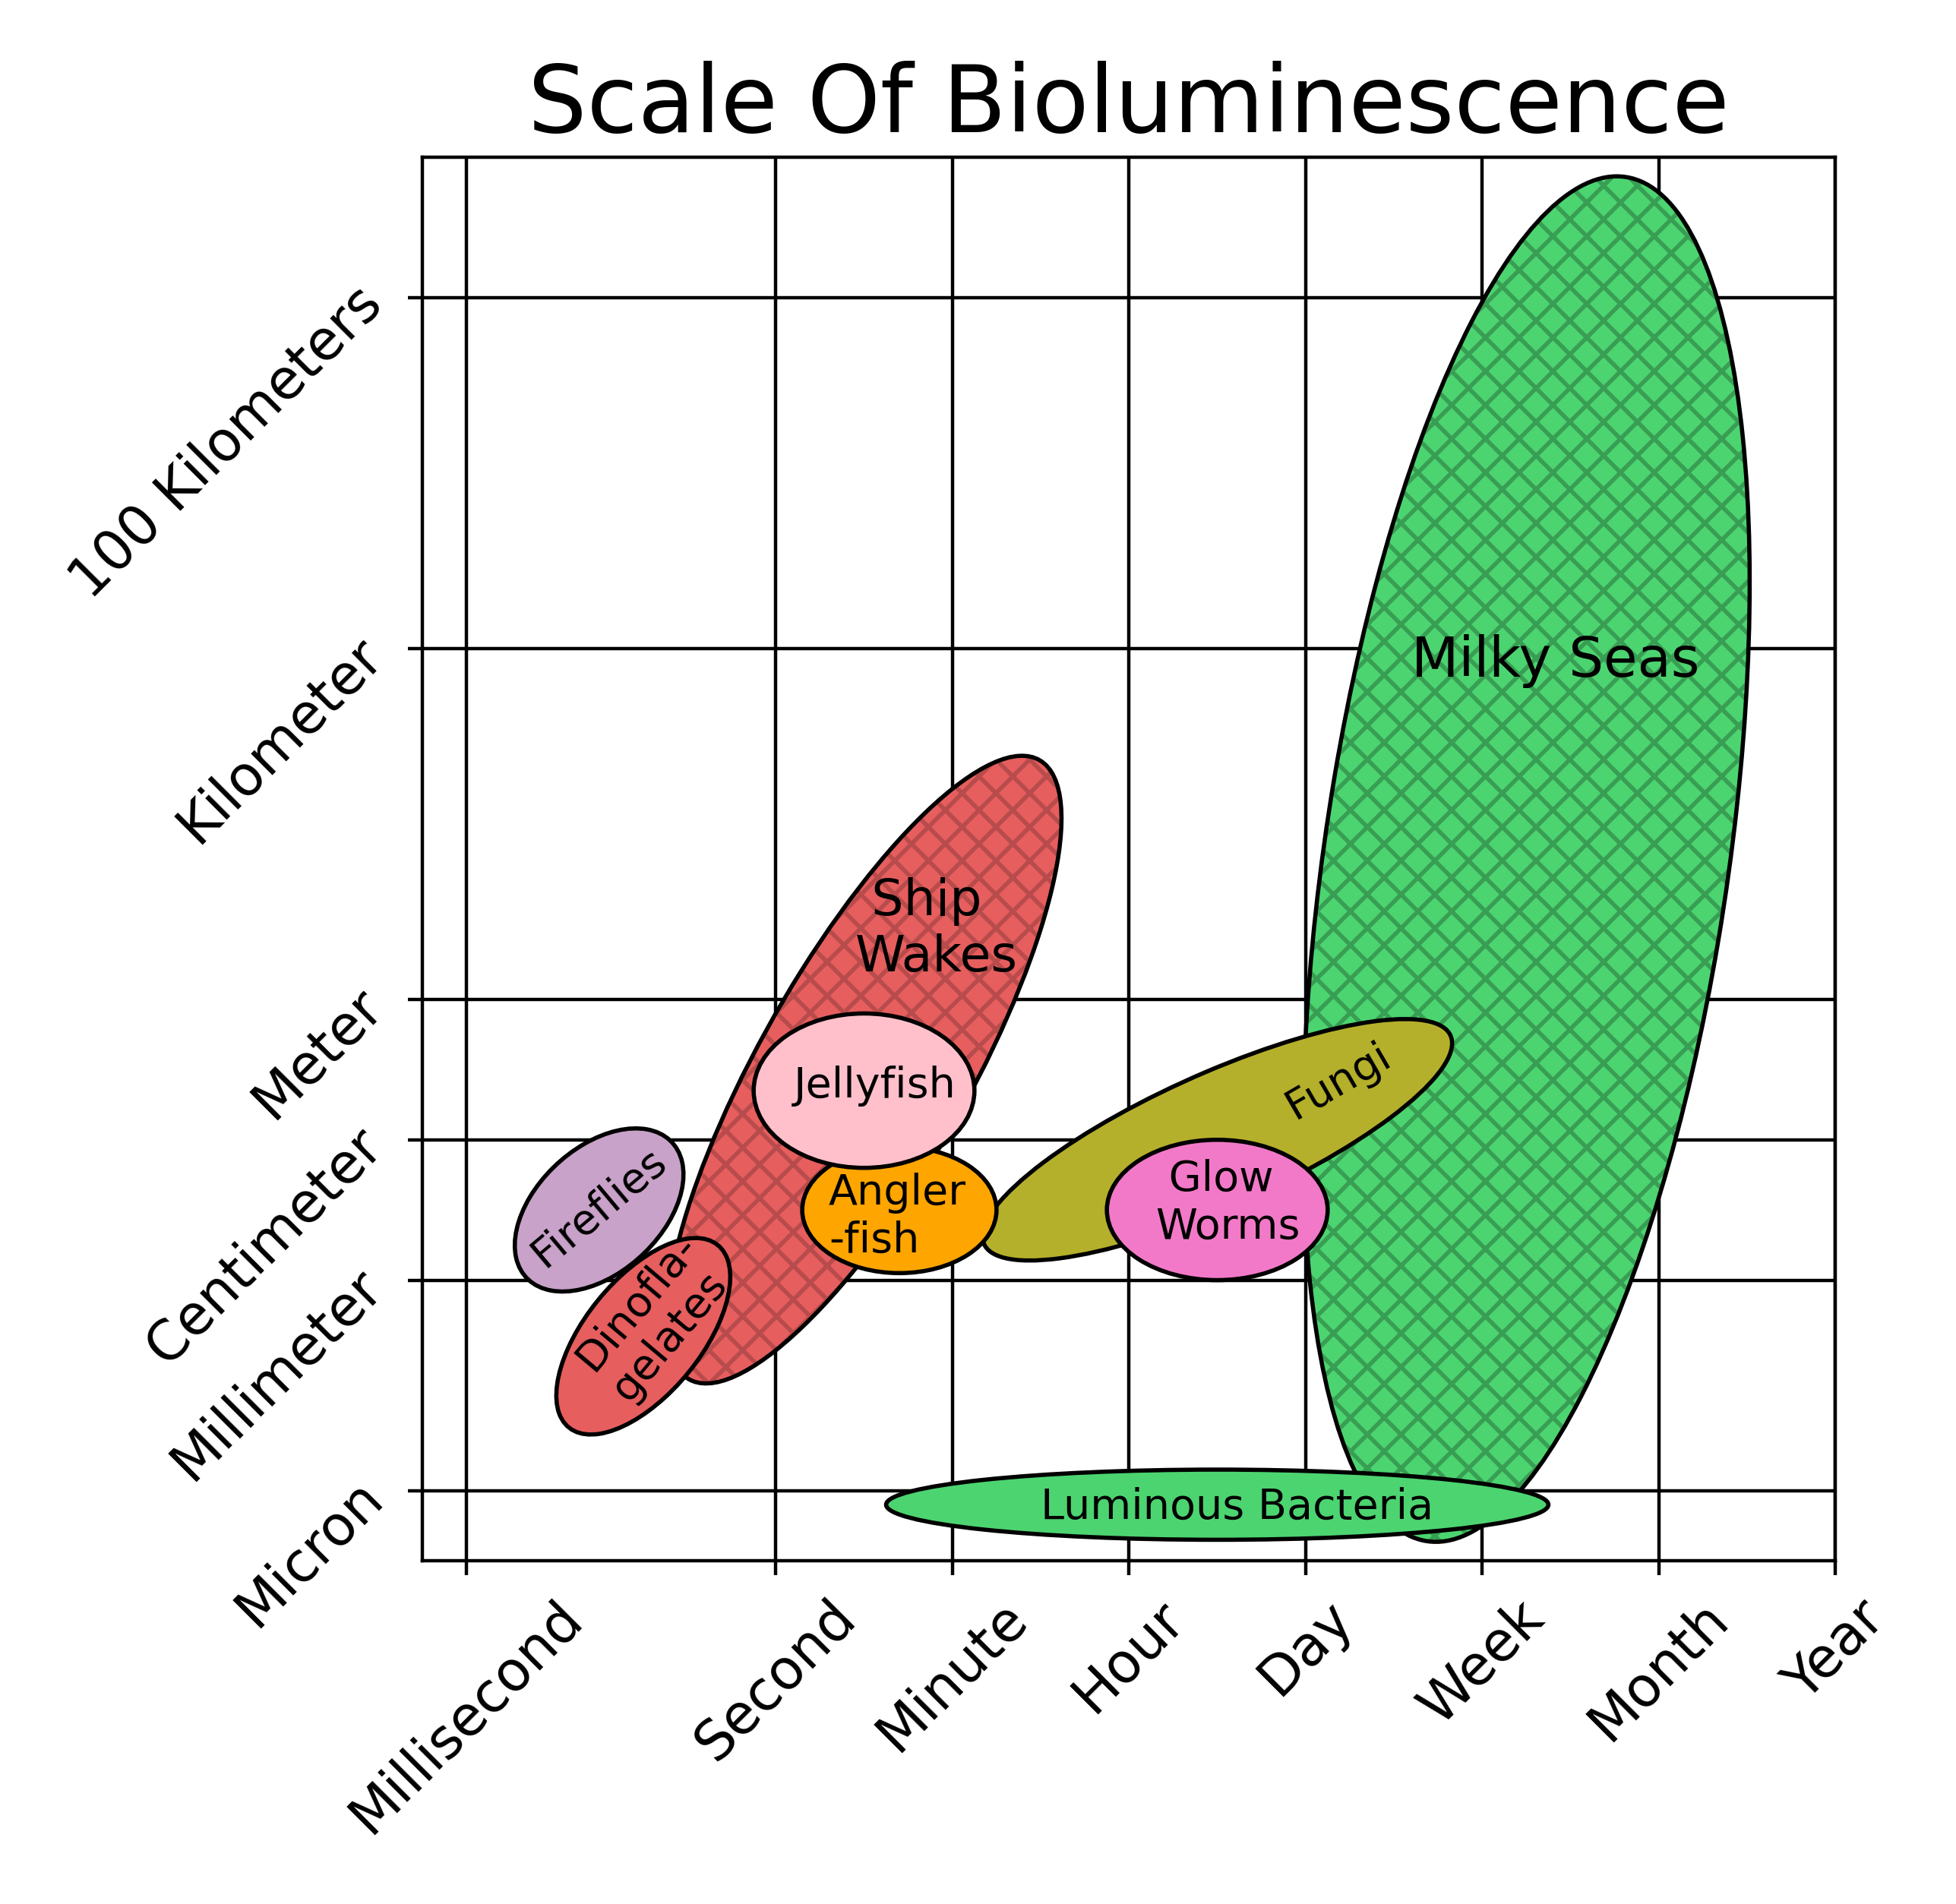 Scale Of Bioluminescence
100 Kilometers
Kilometer
Meter
Centimeter
Millimeter
Micron
Milky Seas
Ship
Wakes
Jellyfish
Fungi
Fireflies
Angler
-fish
Glow
Worms
Dinofla-
gelates
Luminous Bacteria
Millisecond
Second
Minute
Hour
Day
Week
Month
Year